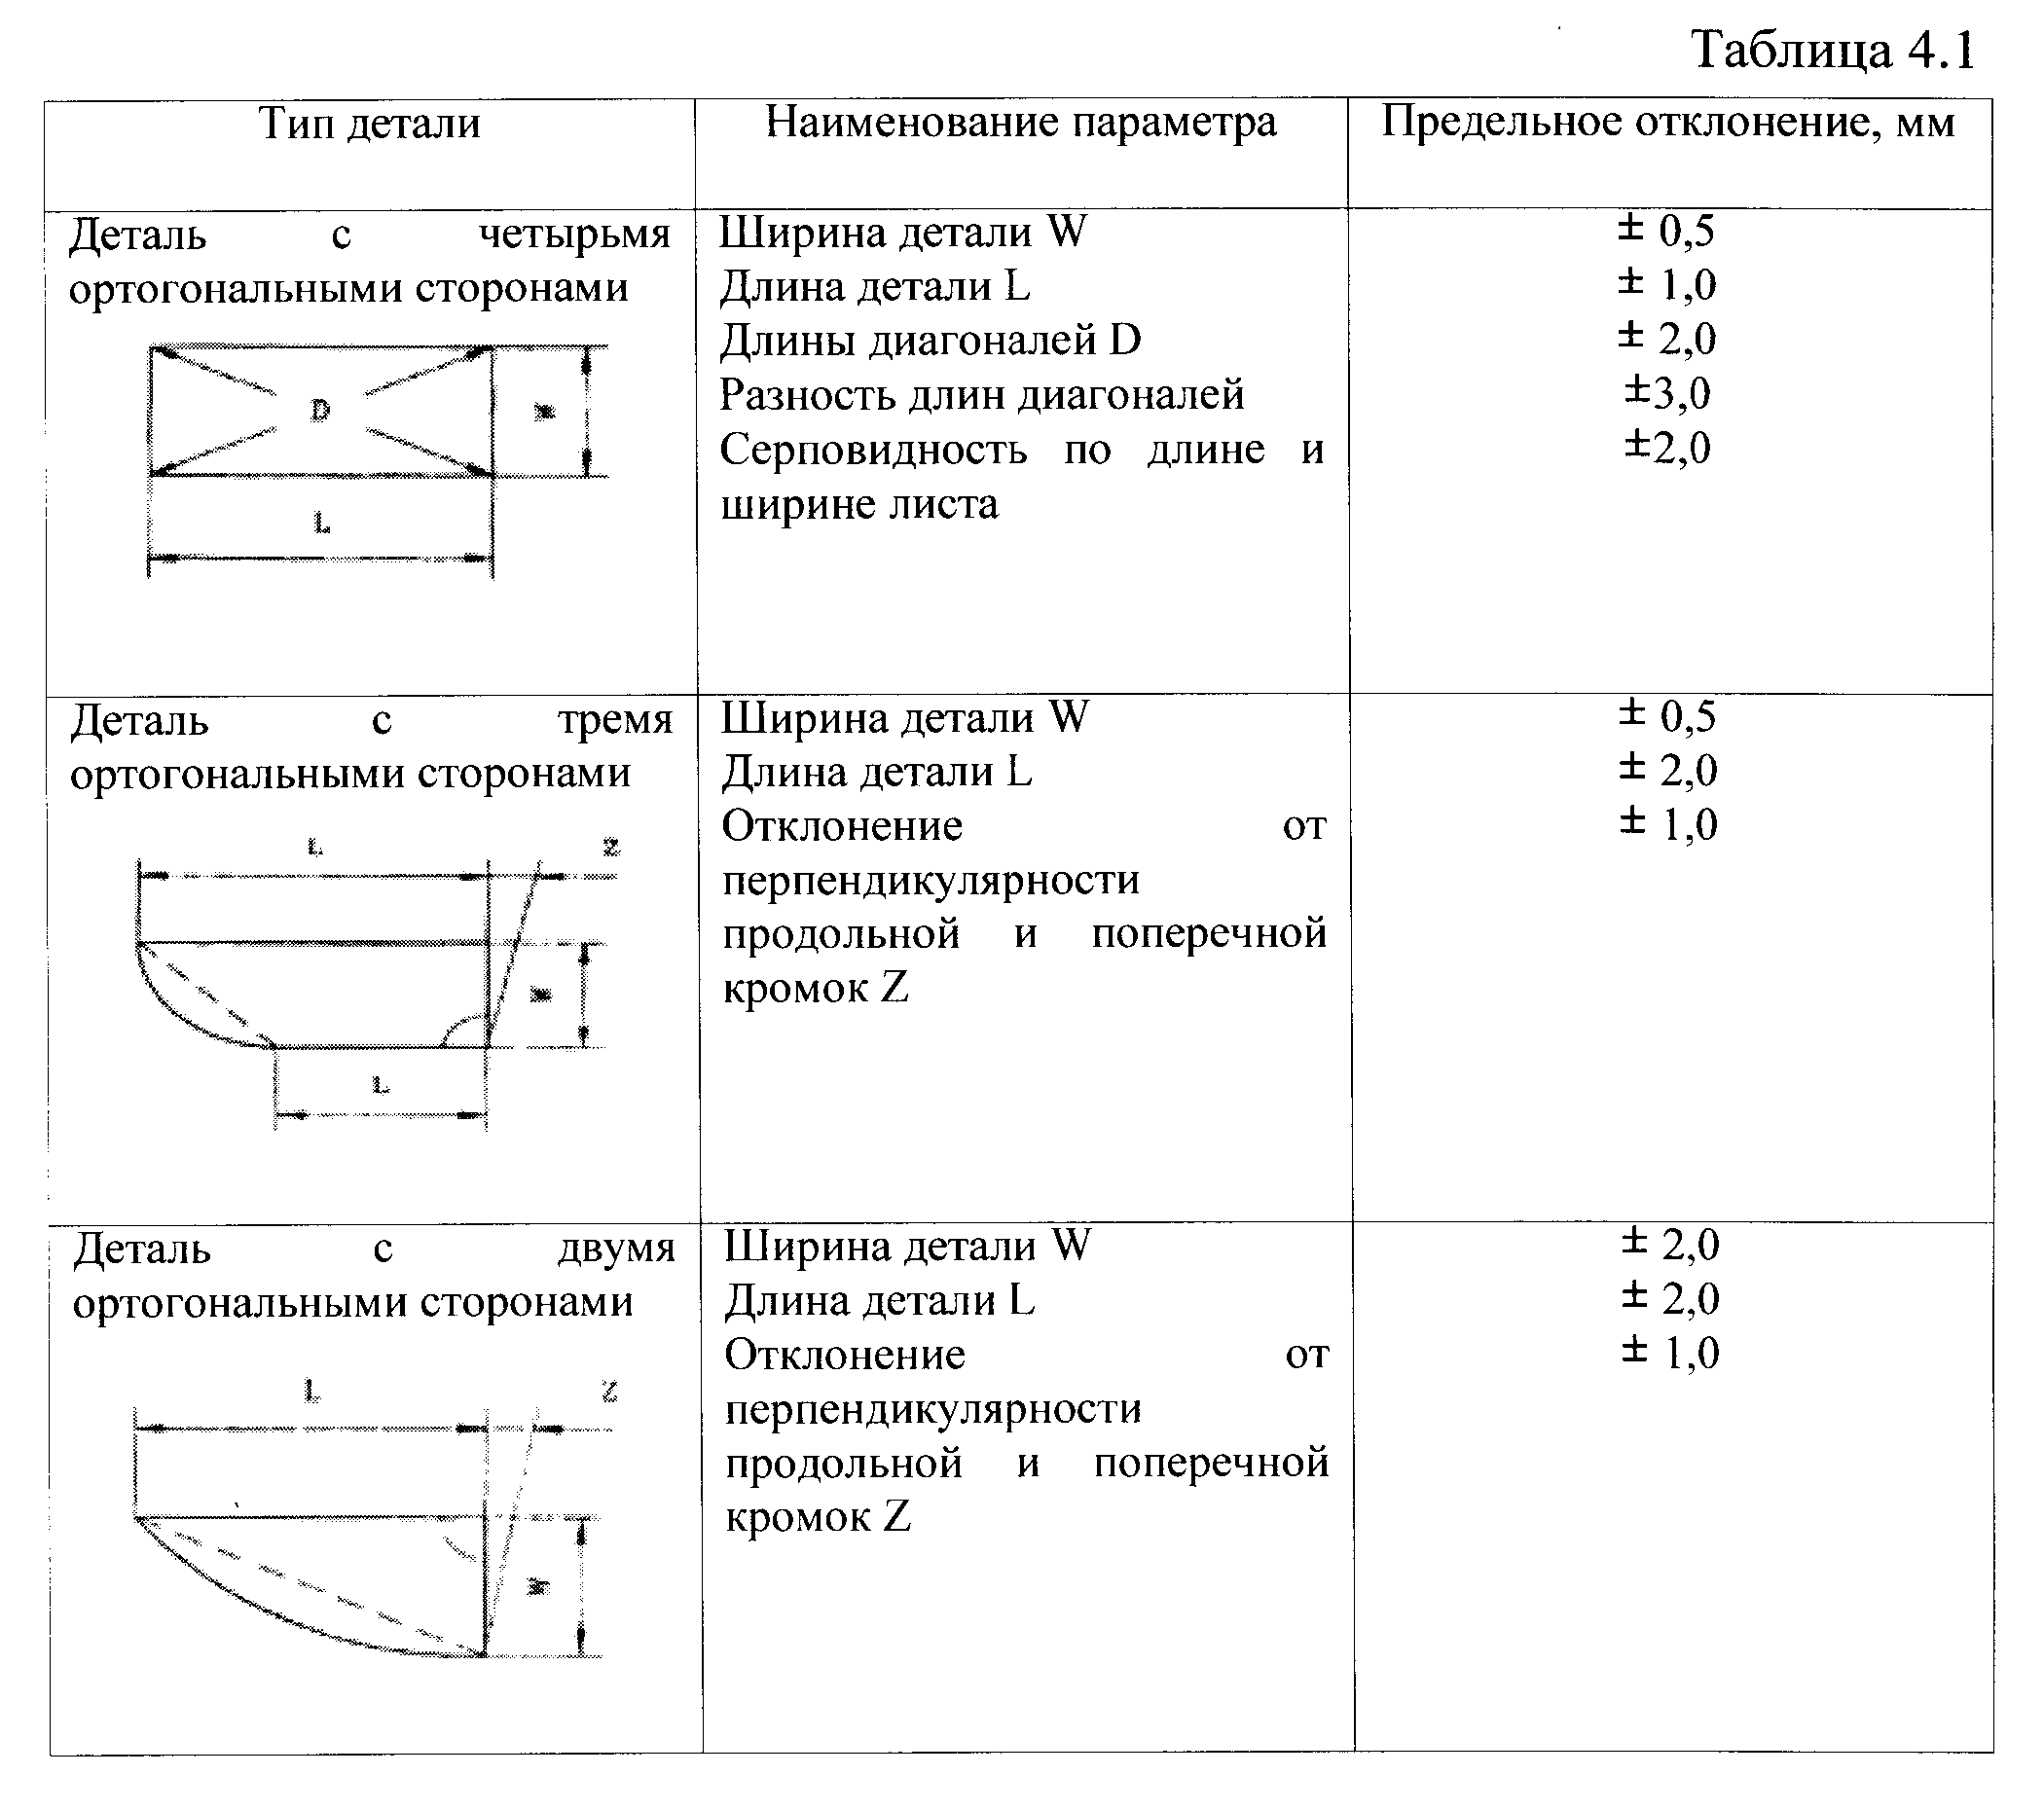 Таблица 4.1
Тип детали
Наименование параметра
Предельное отклонение, мм
Деталь с четырьмя
ортогональными сторонами
D
W
L
Ширина детали W
Длина детали L
Длины диагоналей D
Разность длин диагоналей
Серповидность по длине и
ширине листа
± 0,5
± 1,0
± 2,0
±3,0
±2,0
Деталь с тремя
ортогональными сторонами
L
Z
W
L
Ширина детали W
Длина детали L
Отклонение от
перпендикулярности
продольной и поперечной
кромок Z
± 0,5
± 2,0
± 1,0
Деталь с двумя
ортогональными сторонами
L
Z
W
Ширина детали W
Длина детали L
Отклонение от
перпендикулярности
продольной и поперечной
кромок Z
± 2,0
± 2,0
± 1,0